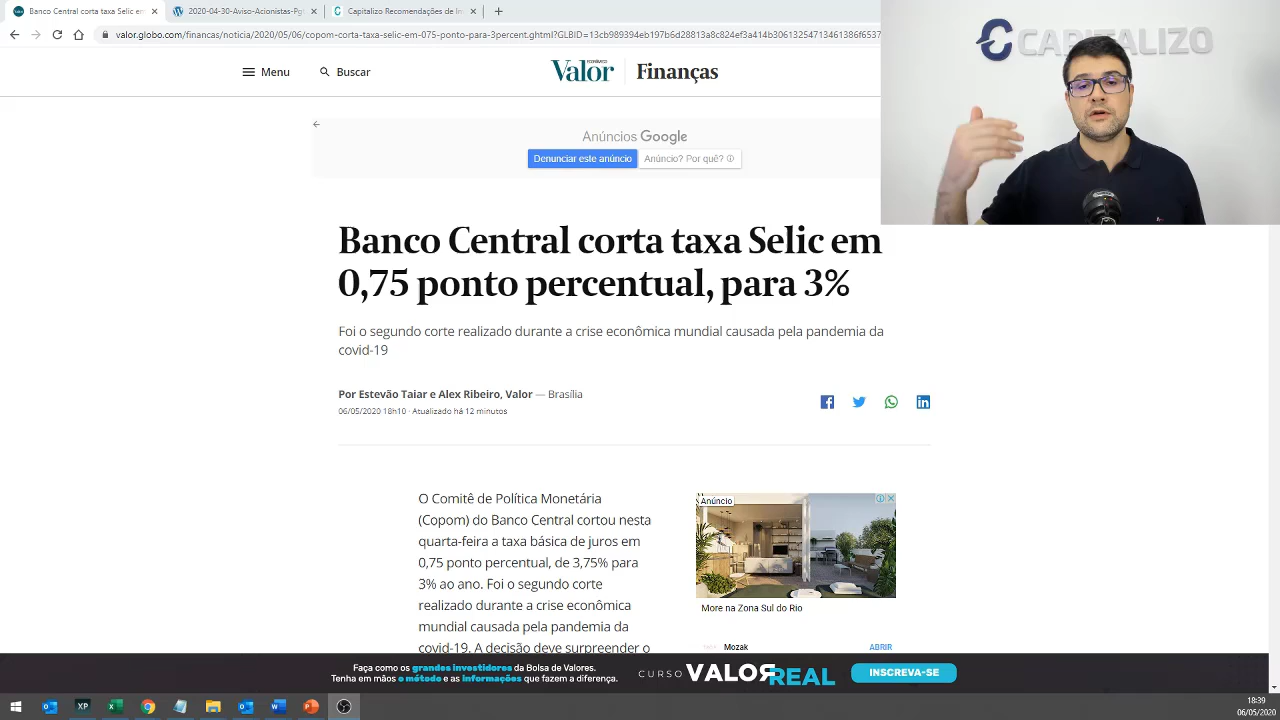 Banco Central corta taxa Selic em
2020-04-30-Aviso-Acionistas-Pgt
Capitalizo Recomendações de In
valor.globo.com/financas/noticia/2020/05/06/copom-corta-taxa-selic-em-075-ponto-para-3percent.ghtml
Menu
Buscar
Valor
ECONÔMICO
Finanças
CAPITALIZO
Anúncios Google
Denunciar este anúncio
Anúncio? Por quê?
Banco Central corta taxa Selic em
0,75 ponto percentual, para 3%
Foi o segundo corte realizado durante a crise econômica mundial causada pela pandemia da
covid-19
Por Estevão Taiar e Alex Ribeiro, Valor — Brasília
06/05/2020 18h10 · Atualizado há 12 minutos
O Comitê de Política Monetária
(Copom) do Banco Central cortou nesta
quarta-feira a taxa básica de juros em
0,75 ponto percentual, de 3,75% para
3% ao ano. Foi o segundo corte
realizado durante a crise econômica
mundial causada pela pandemia da
covid-19. A decisão deve surpreender o
Anúncio
More na Zona Sul do Rio
Mozak
ABRIR
Faça como os grandes investidores da Bolsa de Valores.
Tenha em mãos o método e as informações que fazem a diferença.
CURSO VALOR REAL
INSCREVA-SE
XP
18:39
06/05/2020